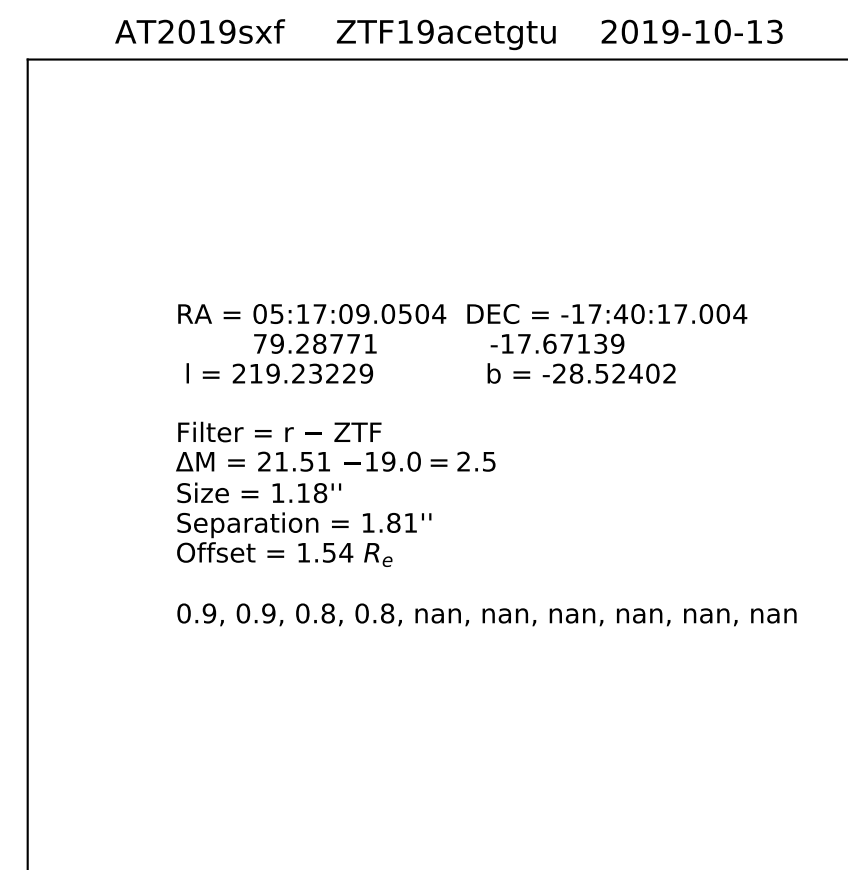 AT2019sxf ZTF19acetgtu 2019-10-13
RA = 05:17:09.0504 DEC = -17:40:17.004
79.28771 -17.67139
l = 219.23229 b = -28.52402
Filter = r − ZTF
ΔM = 21.51 −19.0 = 2.5
Size = 1.18''
Separation = 1.81''
Offset = 1.54 Re
0.9, 0.9, 0.8, 0.8, nan, nan, nan, nan, nan, nan